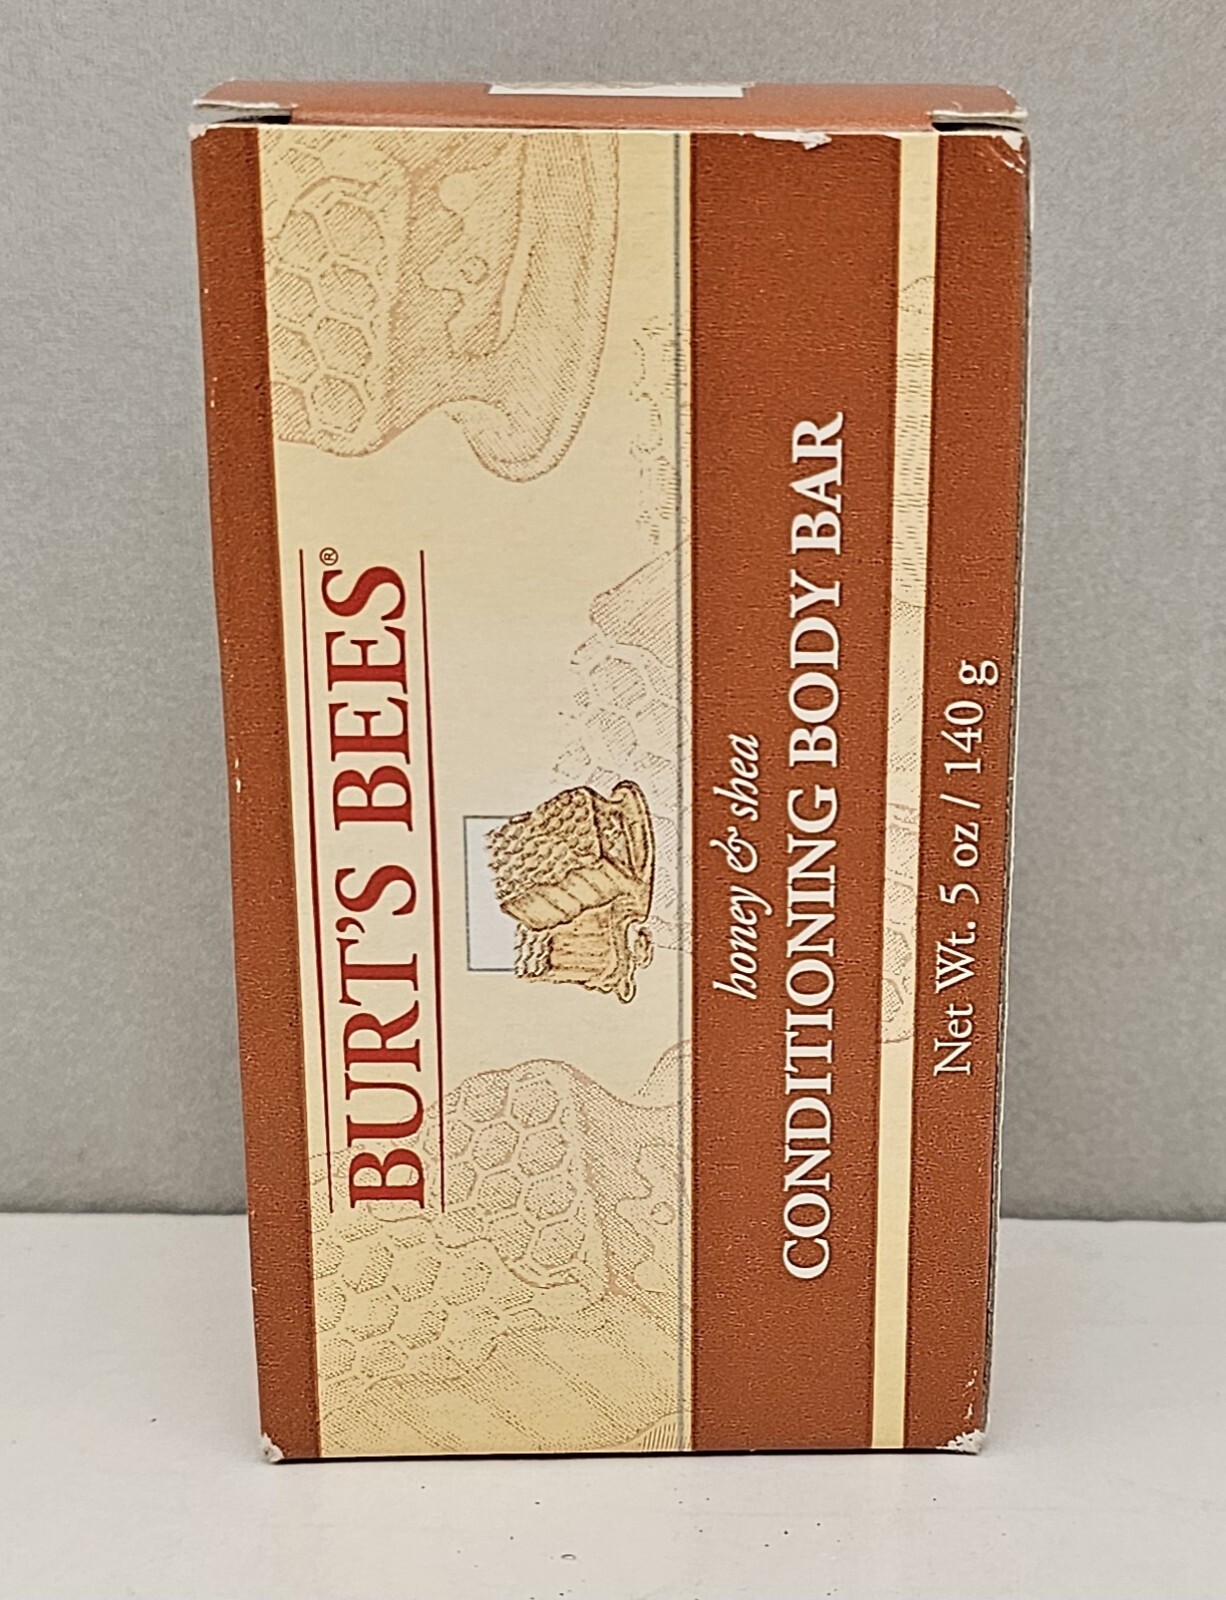 BURT'S BEES®
honey & shea
CONDITIONING BODY BAR
Net Wt. 5 oz / 140 g